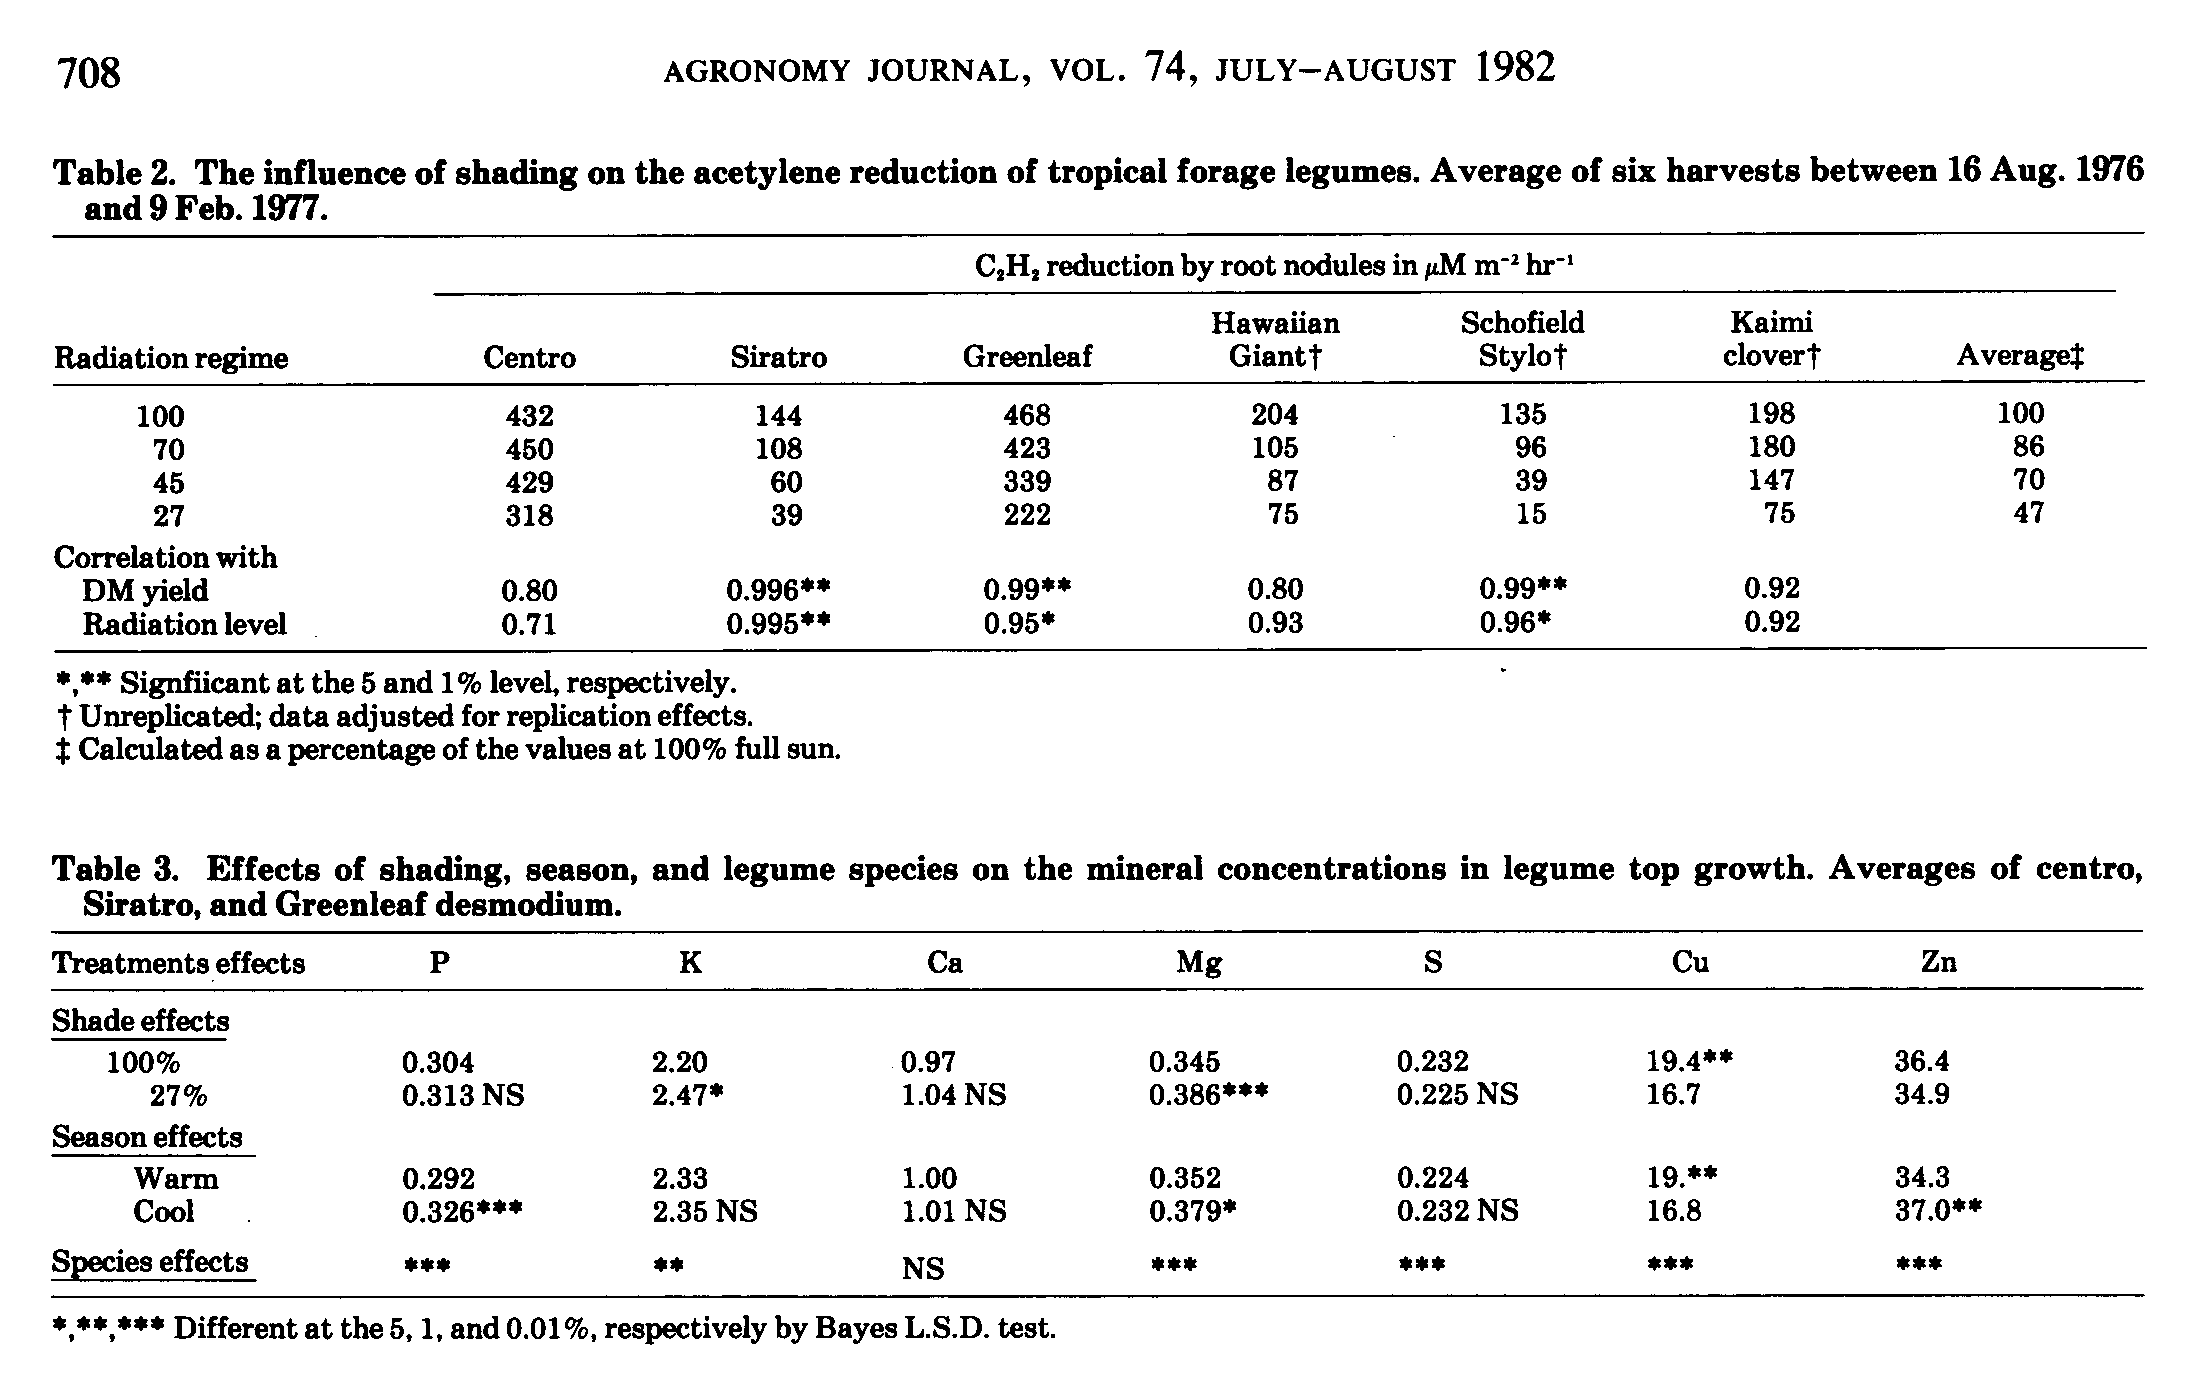 708 AGRONOMY JOURNAL, VOL. 74, JULY—AUGUST 1982
Table 2. The influence of shading on the acetylene reduction of tropical forage legumes. Average of six harvests between 16 Aug. 1976
and 9 Feb. 1977.
C₂H₂ reduction by root nodules in μM m⁻² hr⁻¹
Hawaiian Schofield Kaimi
Radiation regime Centro Siratro Greenleaf Giant† Stylo† clover† Average‡
100 432 144 468 204 135 198 100
70 450 108 423 105 96 180 86
45 429 60 339 87 39 147 70
27 318 39 222 75 15 75 47
Correlation with
DM yield 0.80 0.996** 0.99** 0.80 0.99** 0.92
Radiation level 0.71 0.995** 0.95* 0.93 0.96* 0.92
*,** Signfiicant at the 5 and 1% level, respectively.
† Unreplicated; data adjusted for replication effects.
‡ Calculated as a percentage of the values at 100% full sun.
Table 3. Effects of shading, season, and legume species on the mineral concentrations in legume top growth. Averages of centro,
Siratro, and Greenleaf desmodium.
Treatments effects P K Ca Mg S Cu Zn
Shade effects
100% 0.304 2.20 0.97 0.345 0.232 19.4** 36.4
27% 0.313 NS 2.47* 1.04 NS 0.386*** 0.225 NS 16.7 34.9
Season effects
Warm 0.292 2.33 1.00 0.352 0.224 19.** 34.3
Cool 0.326*** 2.35 NS 1.01 NS 0.379* 0.232 NS 16.8 37.0**
Species effects *** ** NS *** *** *** ***
*,**,*** Different at the 5, 1, and 0.01%, respectively by Bayes L.S.D. test.